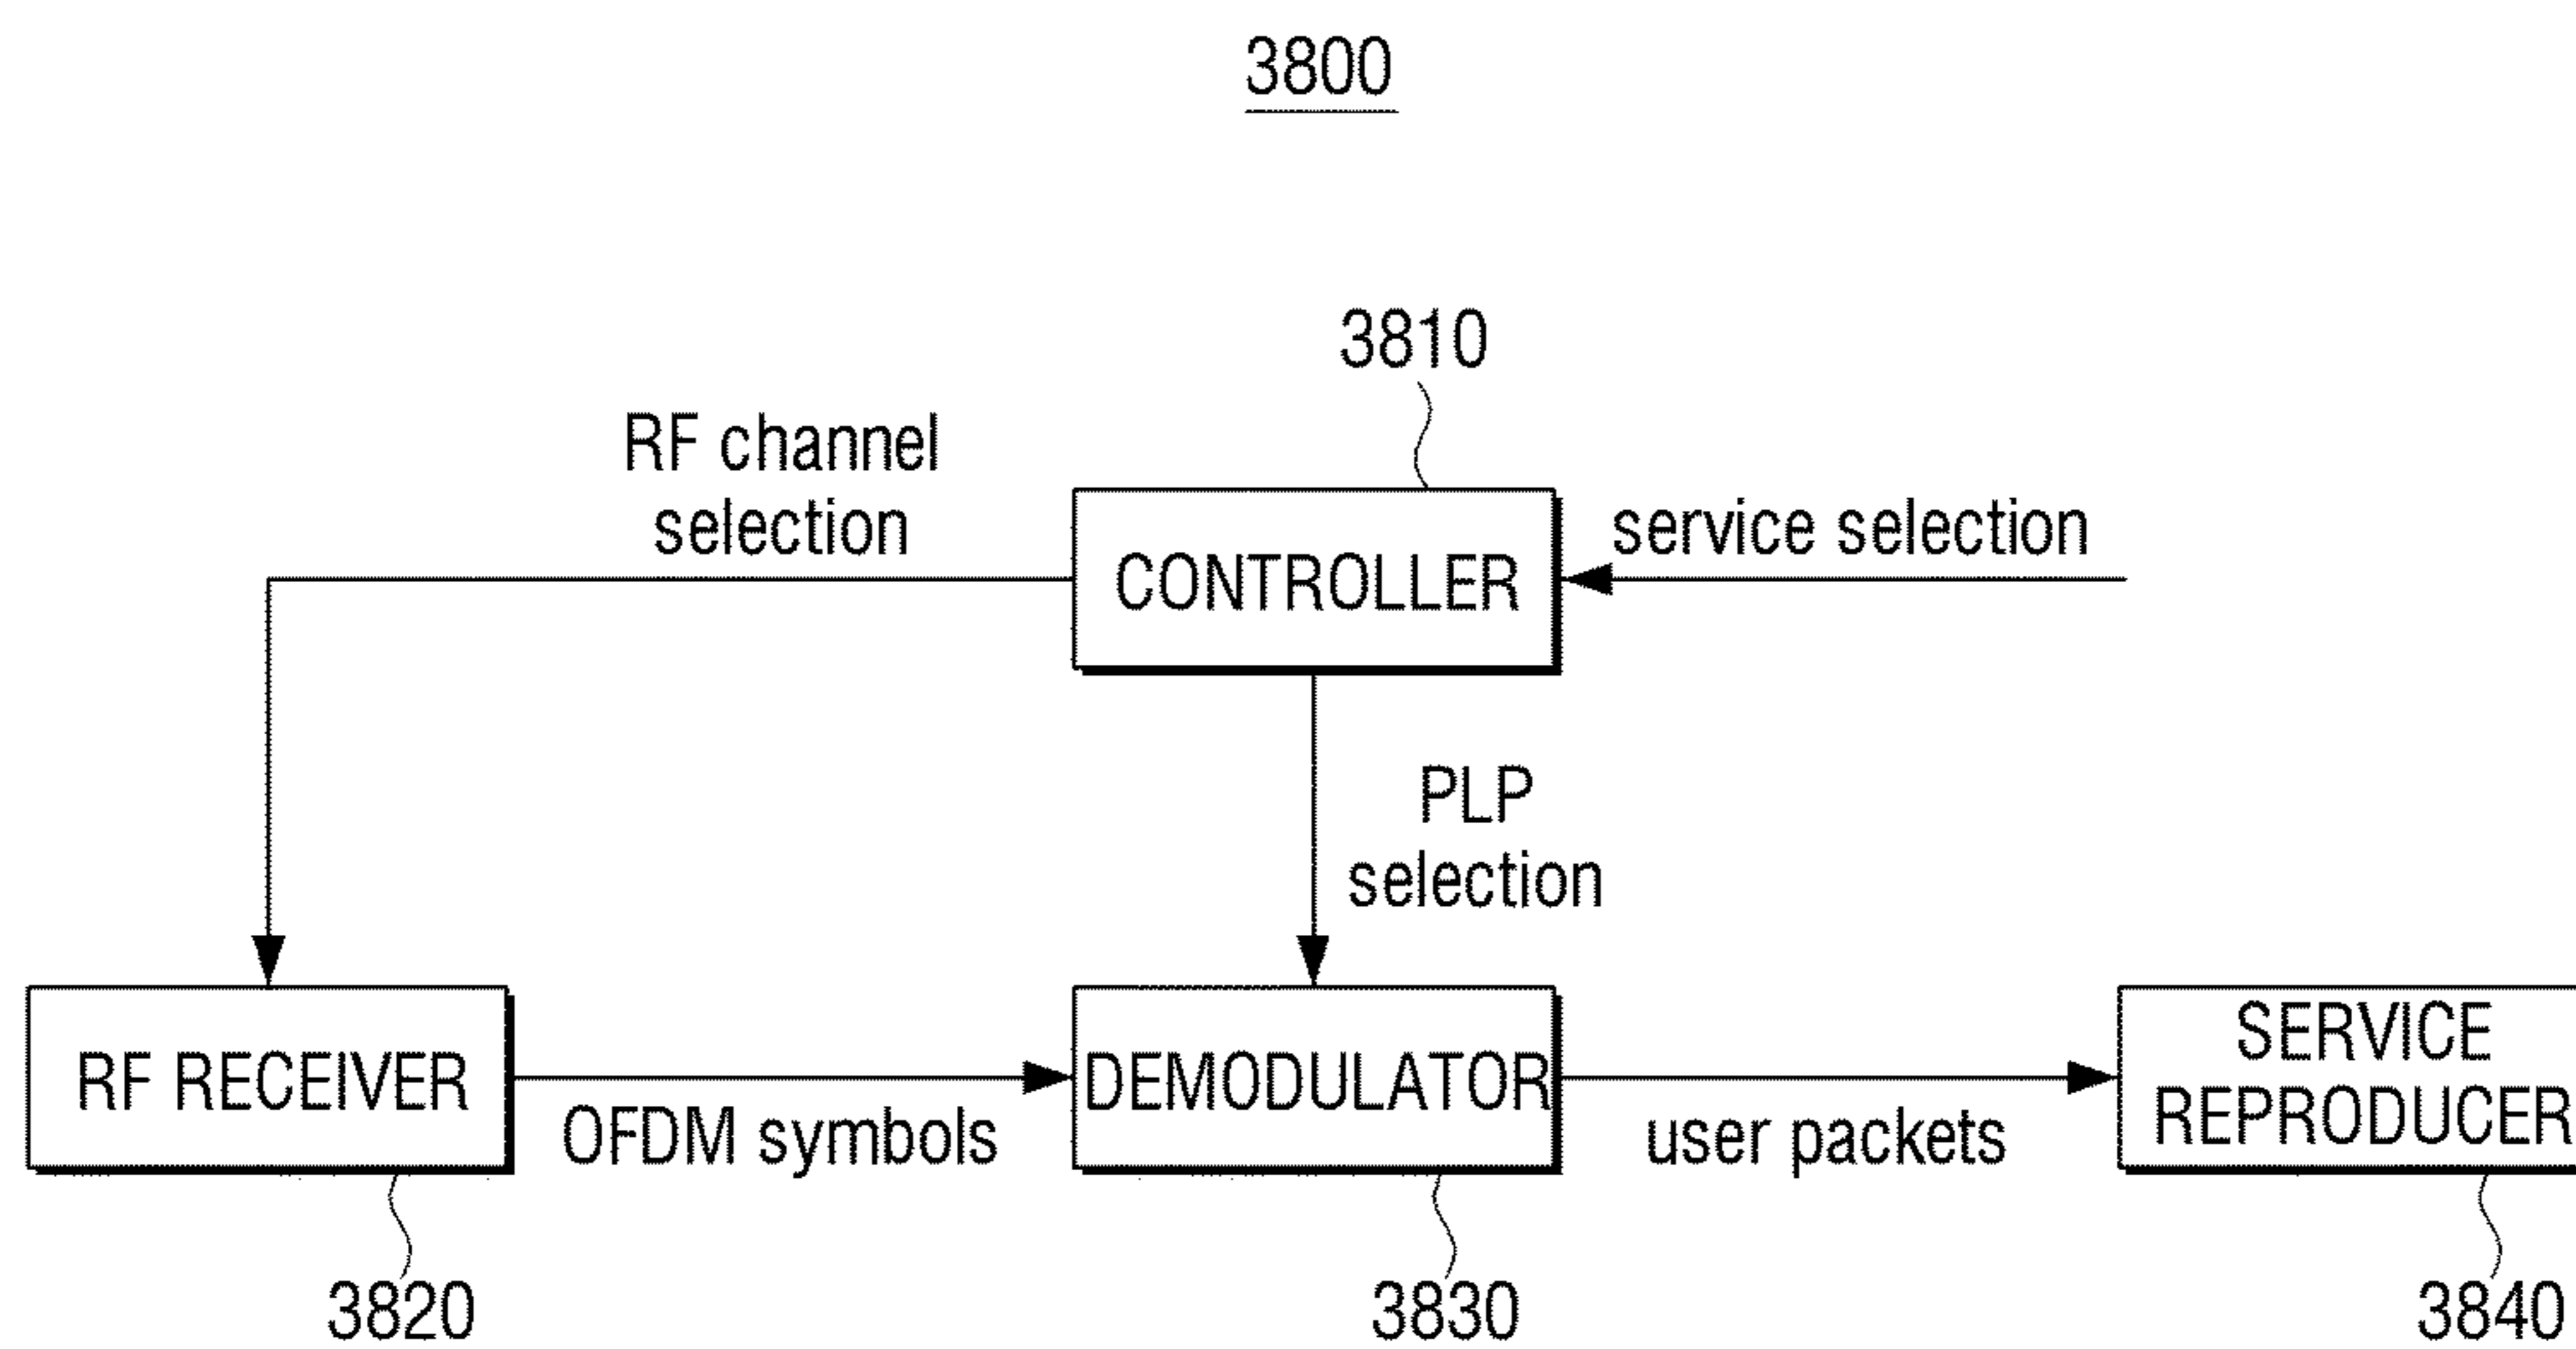 3800
3810
RF channel
selection
CONTROLLER
service selection
PLP
selection
RF RECEIVER
OFDM symbols
DEMODULATOR
user packets
SERVICE
REPRODUCER
3820
3830
3840